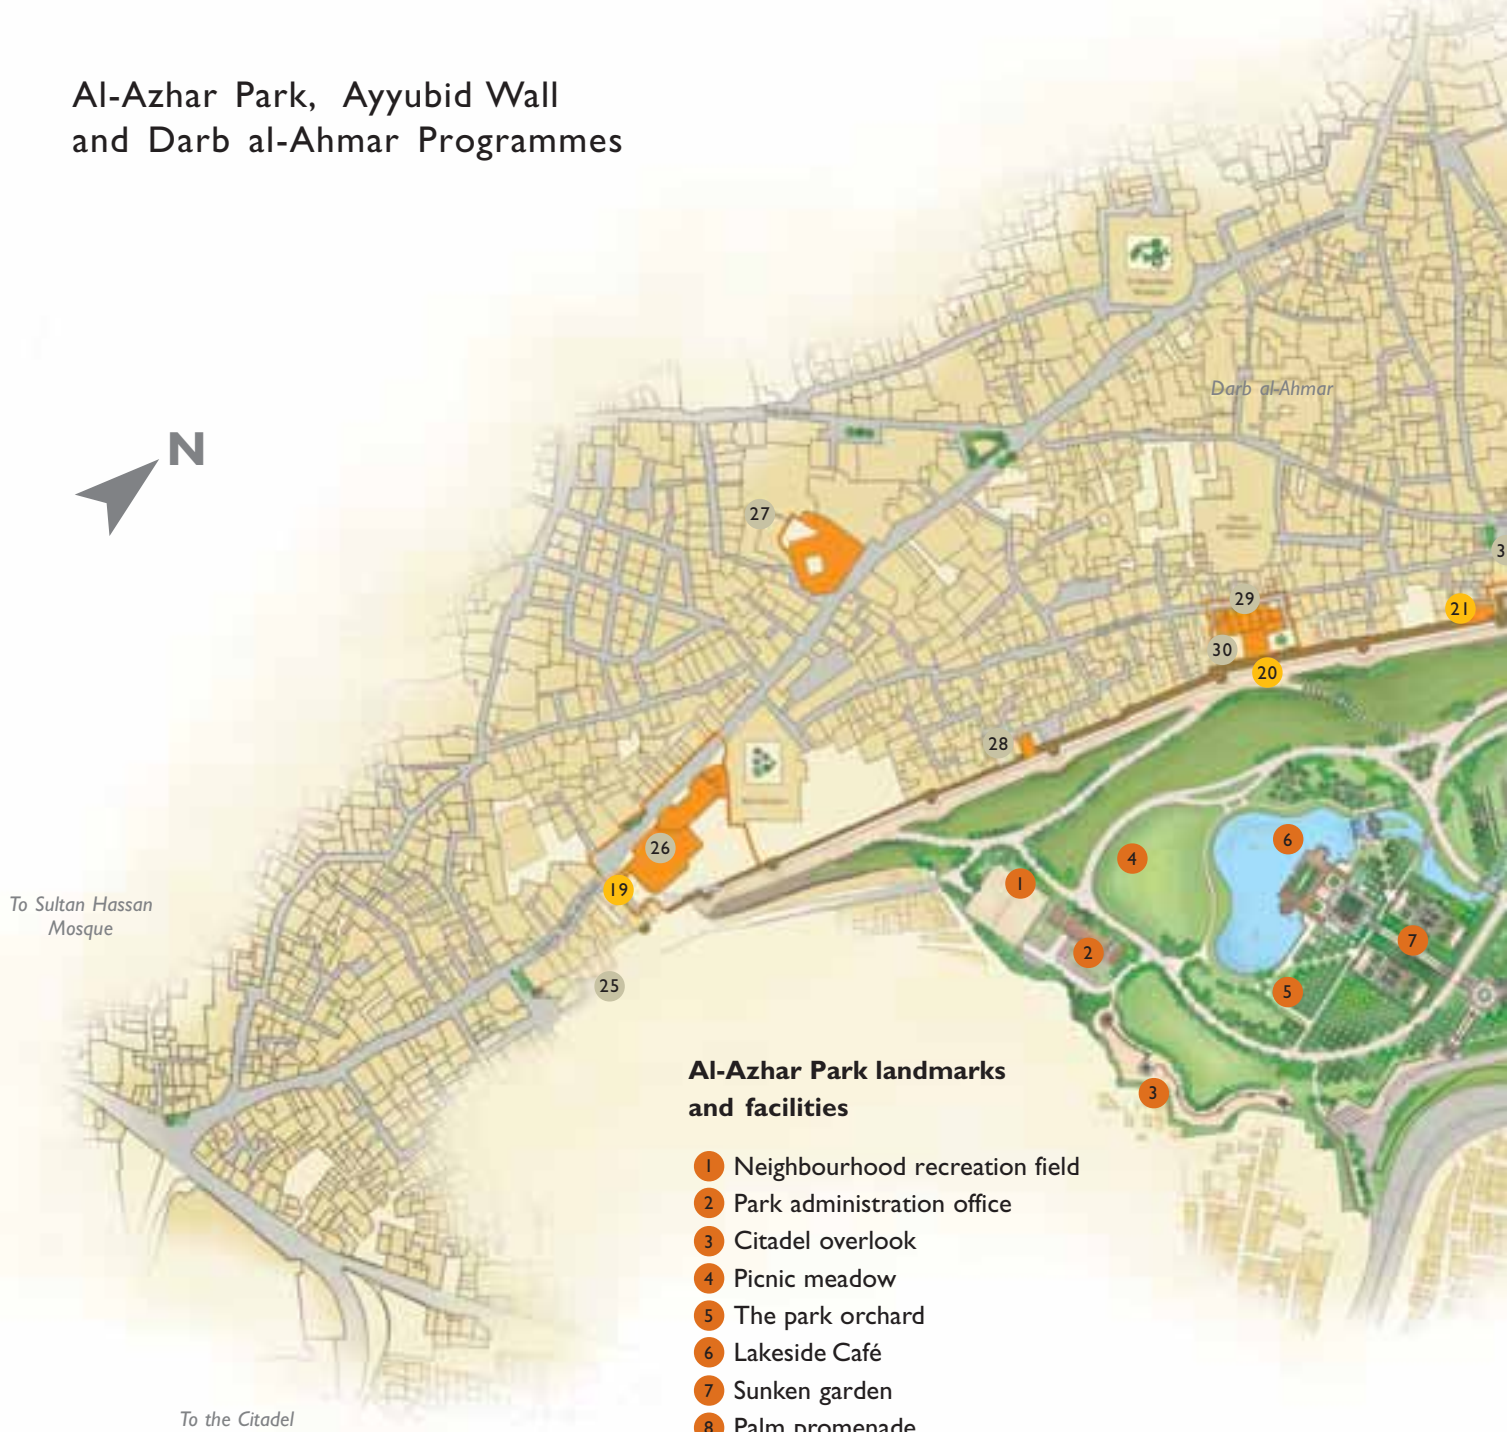 Al-Azhar Park, Ayyubid Wall
and Darb al-Ahmar Programmes
N
Darb al-Ahmar
27
3
29
21
30
20
28
6
4
26
1
19
To Sultan Hassan
Mosque
7
2
25
5
3
Al-Azhar Park landmarks
and facilities
1 Neighbourhood recreation field
2 Park administration office
3 Citadel overlook
4 Picnic meadow
5 The park orchard
6 Lakeside Café
7 Sunken garden
8 Palm promenade
To the Citadel